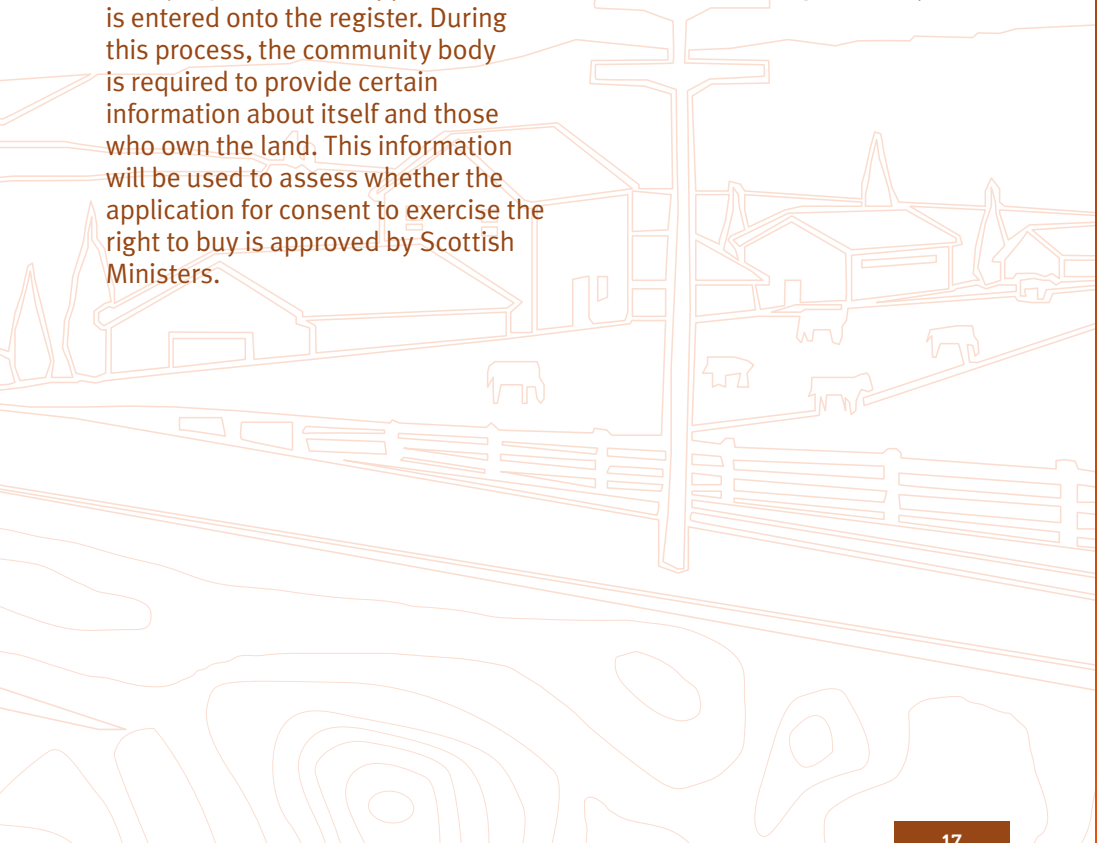 is entered onto the register. During
this process, the community body
is required to provide certain
information about itself and those
who own the land. This information
will be used to assess whether the
application for consent to exercise the
right to buy is approved by Scottish
Ministers.
17